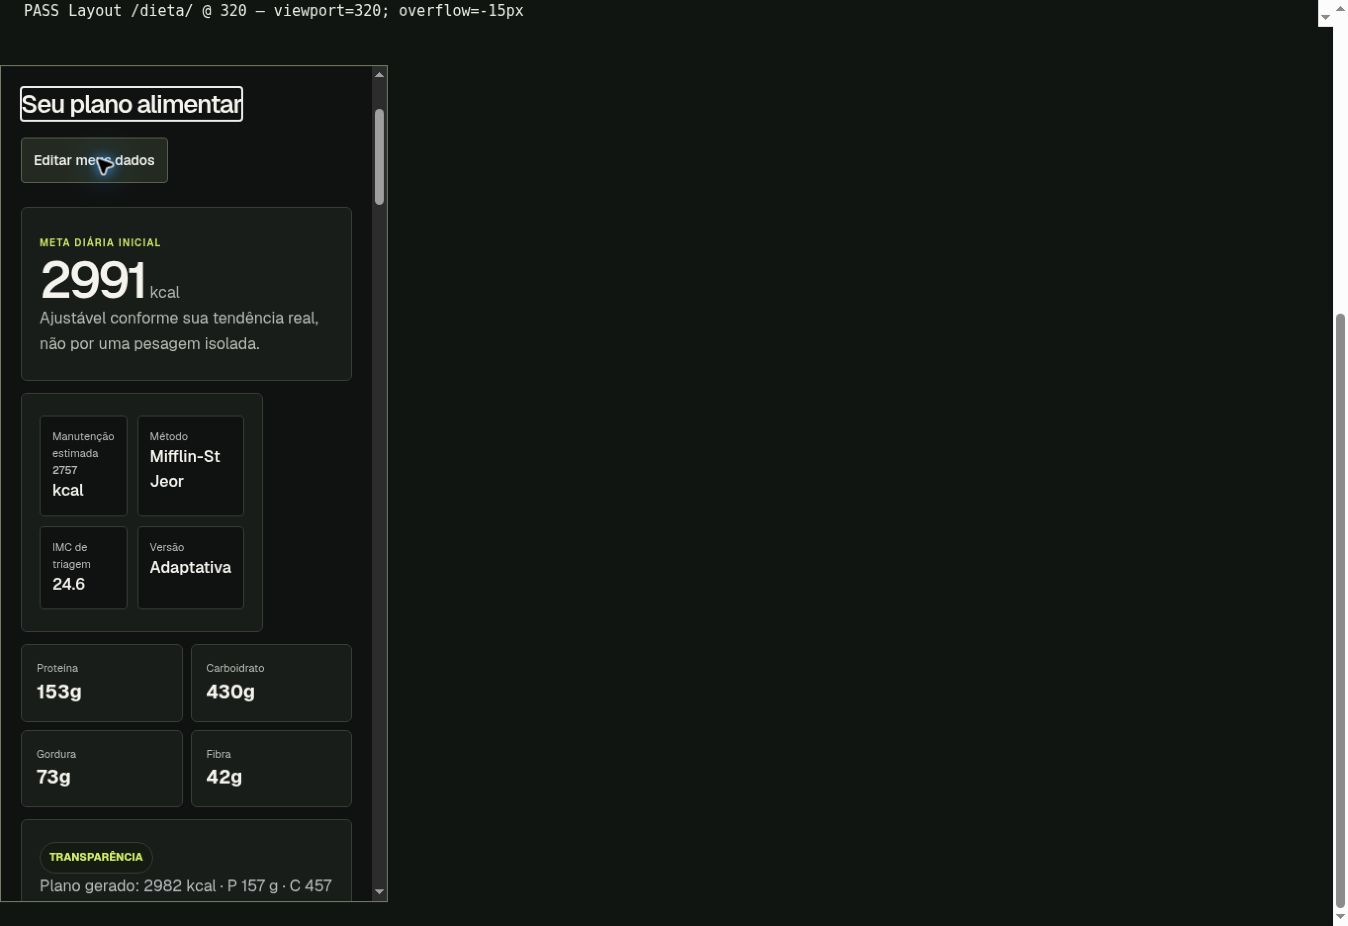 PASS Layout /dieta/ @ 320 — viewport=320; overflow=-15px
Seu plano alimentar
Editar meus dados
META DIÁRIA INICIAL
2991 kcal
Ajustável conforme sua tendência real,
não por uma pesagem isolada.
Manutenção
estimada
2757
kcal
Método
Mifflin-St
Jeor
IMC de
triagem
24.6
Versão
Adaptativa
Proteína
153g
Carboidrato
430g
Gordura
73g
Fibra
42g
TRANSPARÊNCIA
Plano gerado: 2982 kcal · P 157 g · C 457